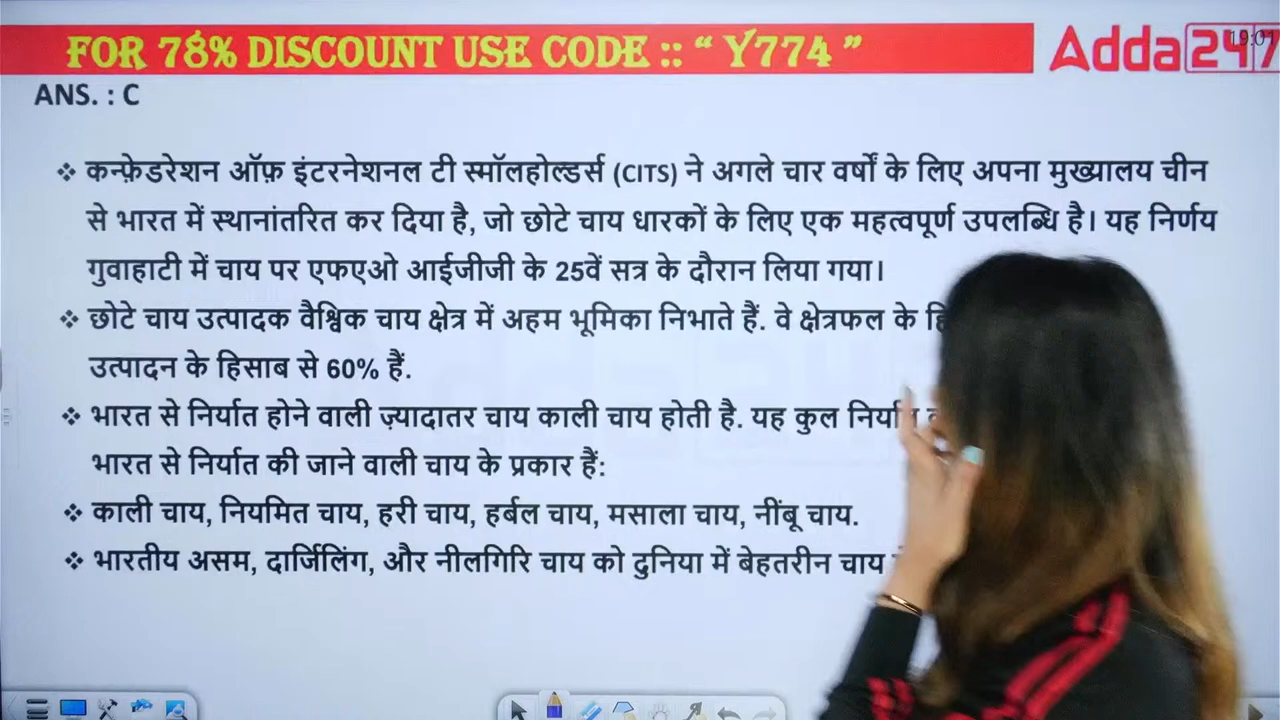 FOR 78% DISCOUNT USE CODE :: “ Y774 ”
Adda247
19:01
ANS. : C
❖ कन्फ़ेडरेशन ऑफ़ इंटरनेशनल टी स्मॉलहोल्डर्स (CITS) ने अगले चार वर्षों के लिए अपना मुख्यालय चीन
से भारत में स्थानांतरित कर दिया है, जो छोटे चाय धारकों के लिए एक महत्वपूर्ण उपलब्धि है। यह निर्णय
गुवाहाटी में चाय पर एफएओ आईजीजी के 25वें सत्र के दौरान लिया गया।
❖ छोटे चाय उत्पादक वैश्विक चाय क्षेत्र में अहम भूमिका निभाते हैं. वे क्षेत्रफल के
उत्पादन के हिसाब से 60% हैं.
❖ भारत से निर्यात होने वाली ज़्यादातर चाय काली चाय होती है. यह कुल
भारत से निर्यात की जाने वाली चाय के प्रकार हैं:
❖ काली चाय, नियमित चाय, हरी चाय, हर्बल चाय, मसाला चाय, नींबू चाय.
❖ भारतीय असम, दार्जिलिंग, और नीलगिरि चाय को दुनिया में बेहतरीन चाय